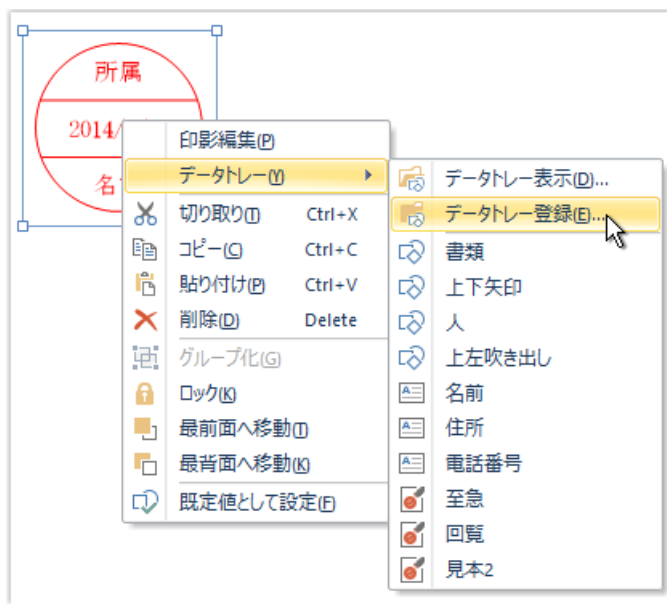 所属
2014/
名
印影編集(P)
データトレー(Y)
切り取り(T) Ctrl+X
コピー(C) Ctrl+C
貼り付け(P) Ctrl+V
削除(D) Delete
グループ化(G)
ロック(K)
最前面へ移動(T)
最背面へ移動(K)
既定値として設定(F)
データトレー表示(D)...
データトレー登録(E)...
書類
上下矢印
人
上左吹き出し
名前
住所
電話番号
至急
回覧
見本2